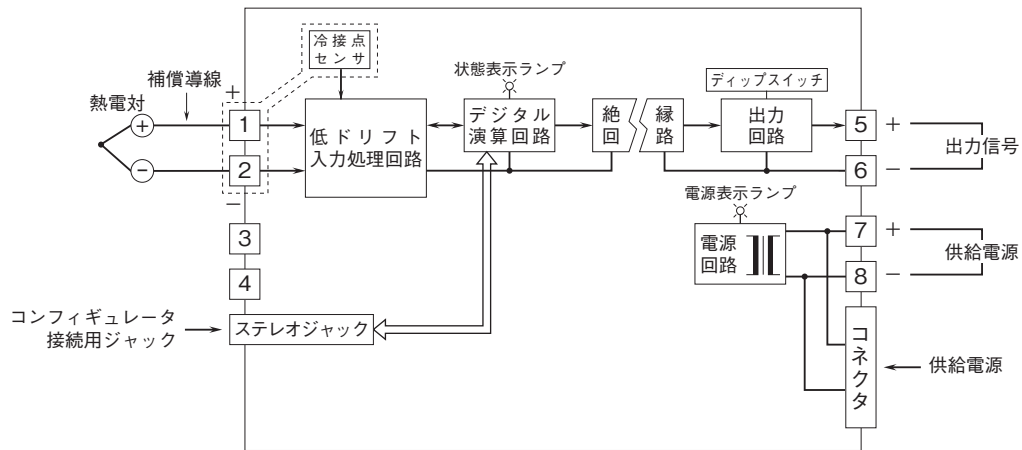 冷接点
センサ
補償導線
熱電対
+
+
1
−
2
−
3
4
低ドリフト
入力処理回路
状態表示ランプ
デジタル
演算回路
絶縁
回路
ディップスイッチ
出力
回路
5
+
6
−
出力信号
電源表示ランプ
電源
回路
7
+
8
−
供給電源
コンフィギュレータ
接続用ジャック
ステレオジャック
コネクタ
供給電源